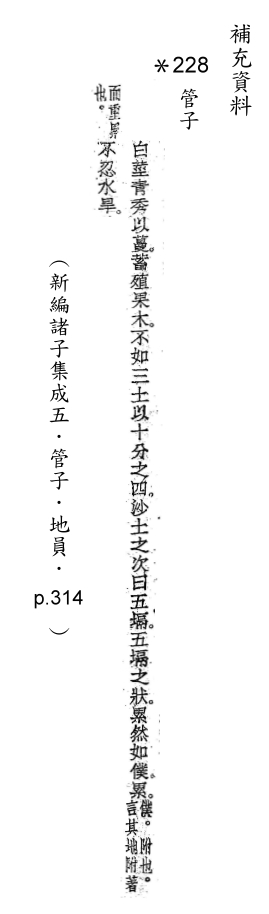 補充資料
*228 管子
白莖青秀以蔓。蓄殖果木。不如三土以十分之四。沙土之次曰五塥。五塥之狀。累然如僕累。僕。附也。言其地附著
而重累也。不忍水旱。
（新編諸子集成五・管子・地員・p.314）